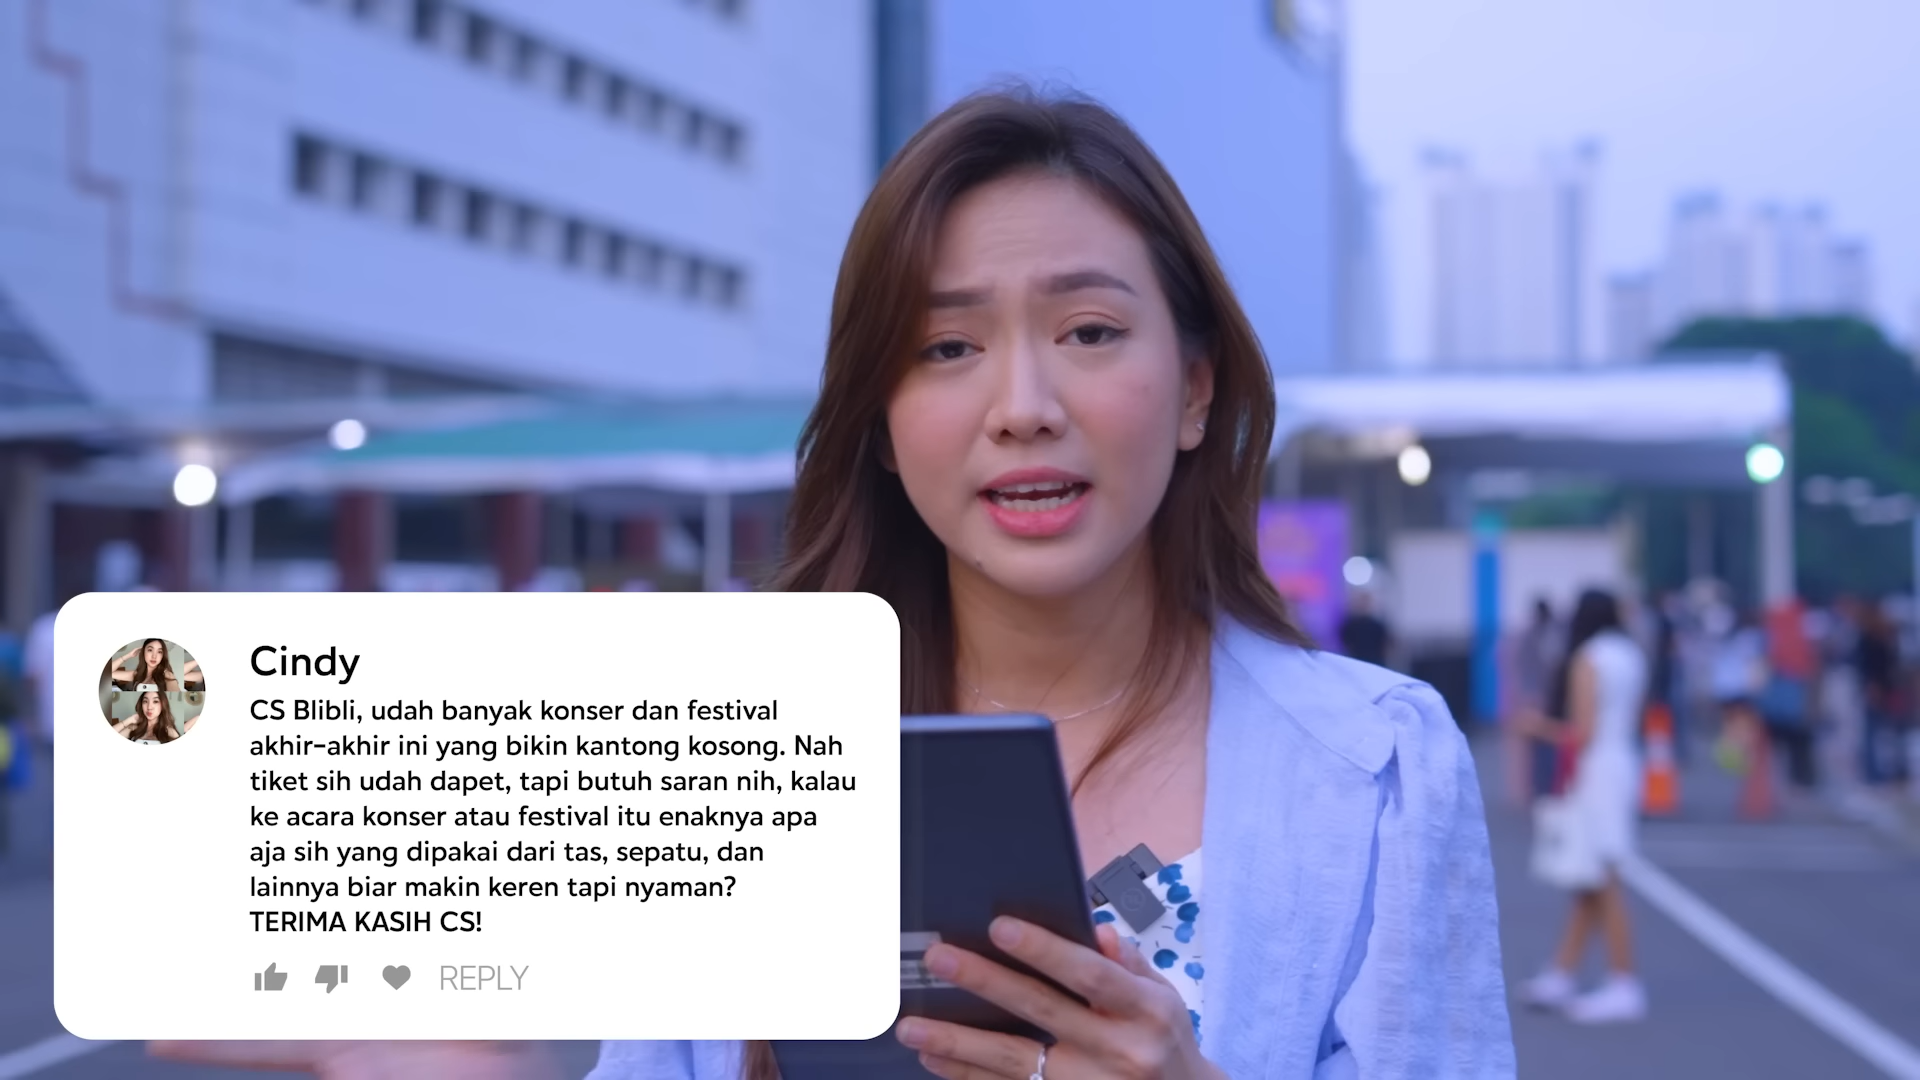 Cindy
CS Blibli, udah banyak konser dan festival
akhir-akhir ini yang bikin kantong kosong. Nah
tiket sih udah dapet, tapi butuh saran nih, kalau
ke acara konser atau festival itu enaknya apa
aja sih yang dipakai dari tas, sepatu, dan
lainnya biar makin keren tapi nyaman?
TERIMA KASIH CS!
REPLY